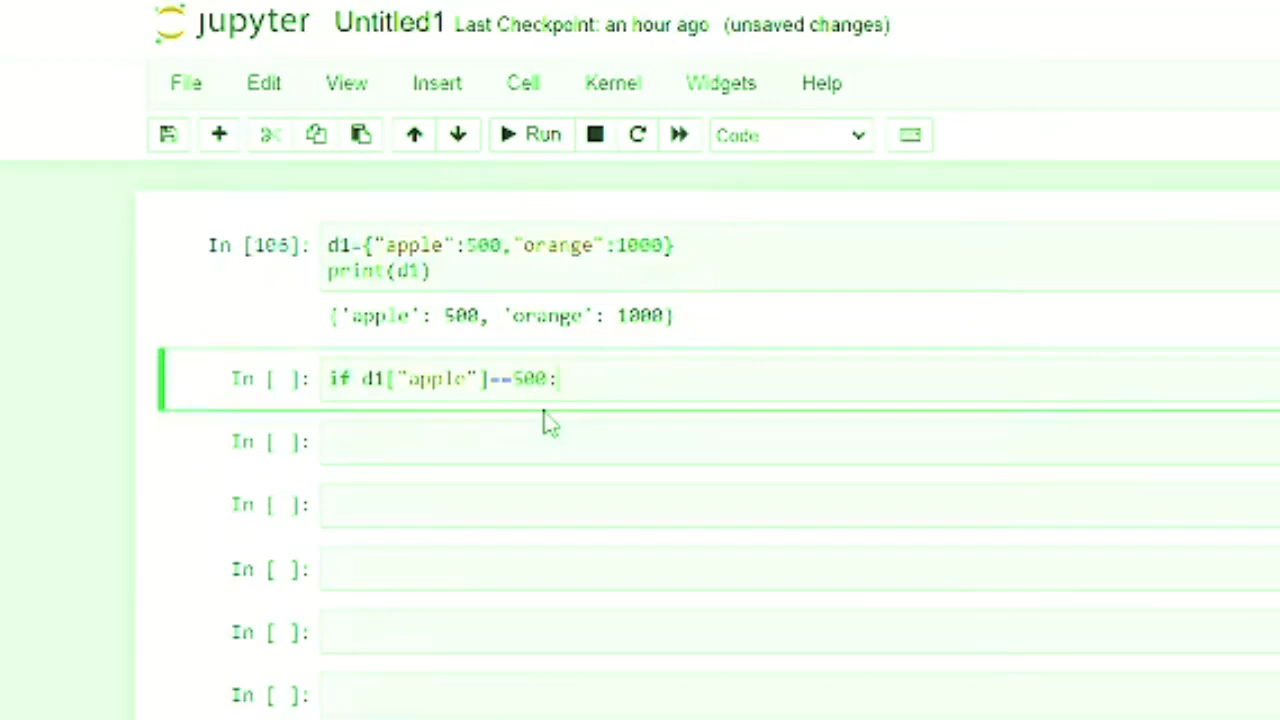 jupyter Untitled1 Last Checkpoint: an hour ago (unsaved changes)
File Edit View Insert Cell Kernel Widgets Help
Run Code
In [106]: d1={"apple":500,"orange":1000}
print(d1)
{'apple': 500, 'orange': 1000}
In [ ]: if d1["apple"]==500:
In [ ]:
In [ ]:
In [ ]:
In [ ]:
In [ ]: